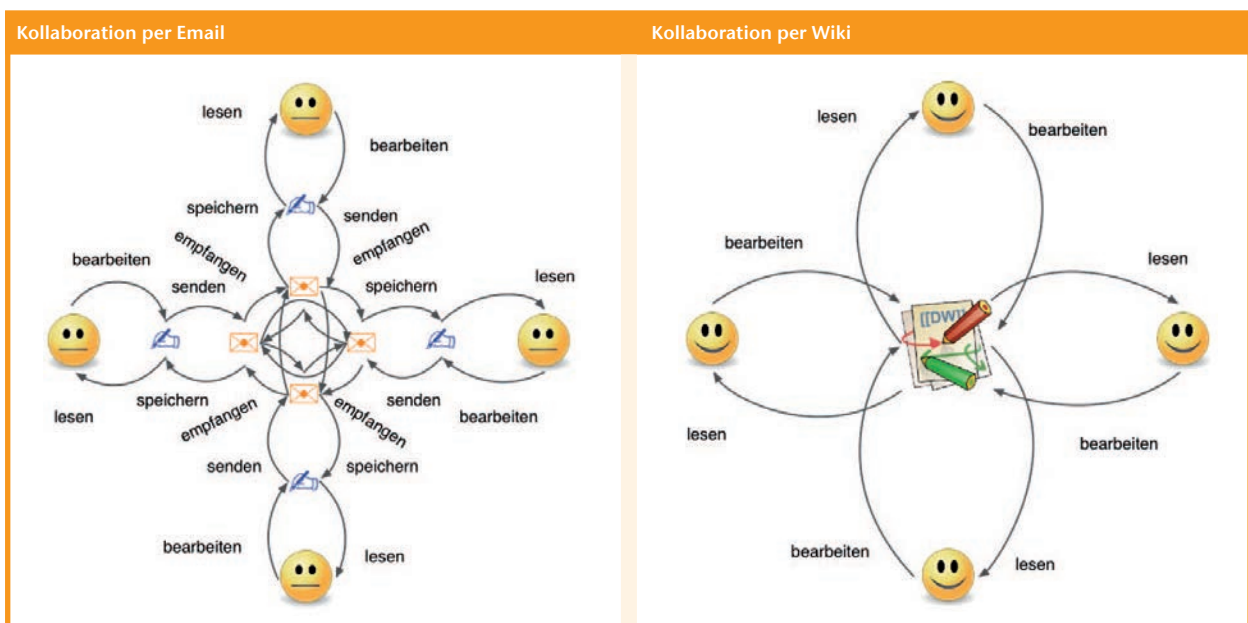 Kollaboration per Email
lesen
bearbeiten
speichern
senden
empfangen
empfangen
bearbeiten
senden
speichern
lesen
lesen
speichern
empfangen
empfangen
senden
bearbeiten
senden
speichern
bearbeiten
lesen
Kollaboration per Wiki
lesen
bearbeiten
bearbeiten
lesen
[[DW]]
lesen
bearbeiten
bearbeiten
lesen